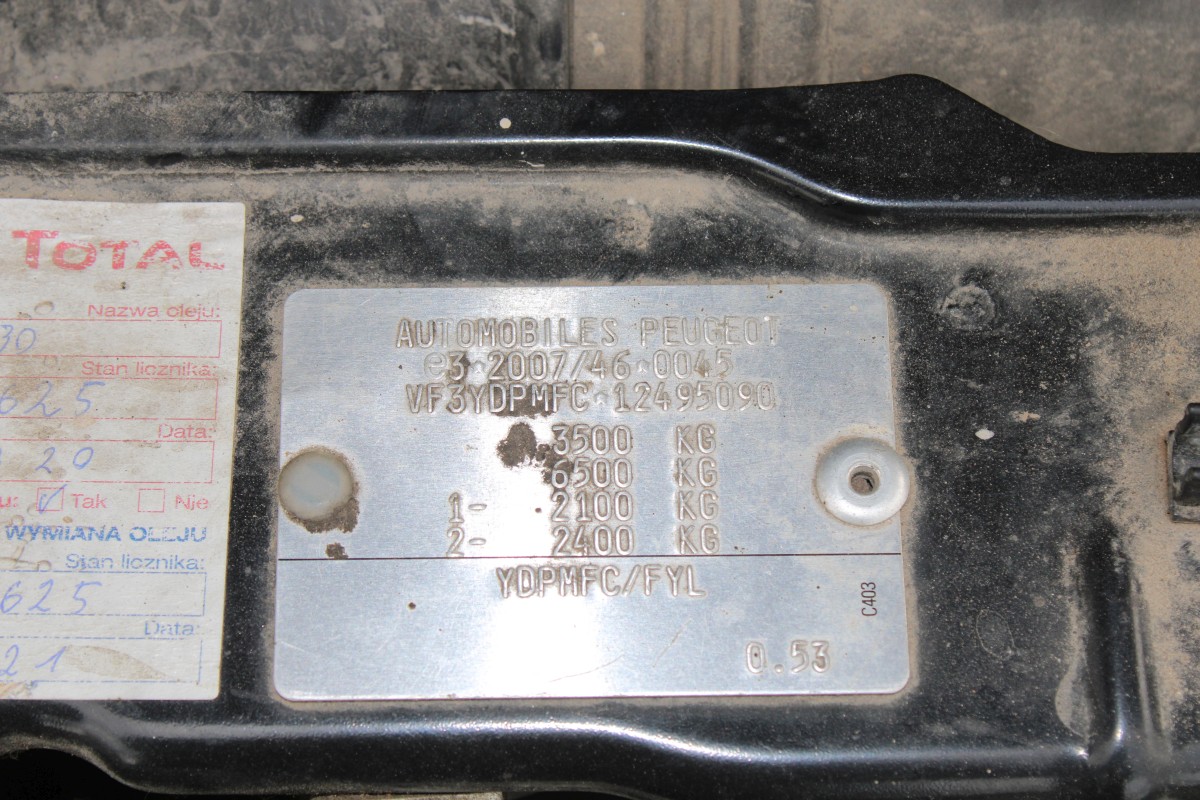 TOTAL
Nazwa oleju:
30
Stan licznika:
625
Data:
20
u: Tak Nie
WYMIANA OLEJU
Stan licznika:
625
Data:
21
AUTOMOBILES PEUGEOT
e3*2007/46*0045
VF3YDPMFC*12495090
3500 KG
6500 KG
1- 2100 KG
2- 2400 KG
YDPMFC/FYL
C403
0.53